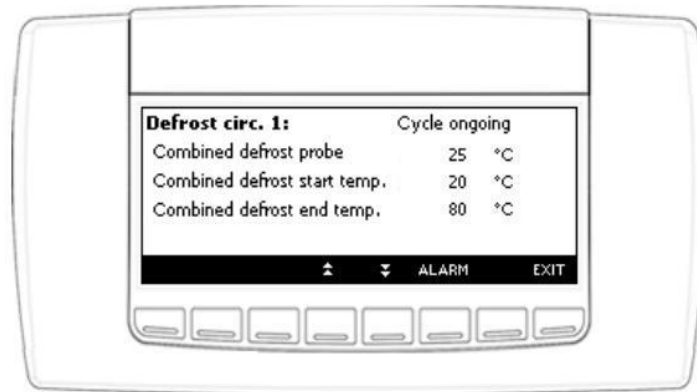 Defrost circ. 1: Cycle ongoing
Combined defrost probe 25 °C
Combined defrost start temp. 20 °C
Combined defrost end temp. 80 °C
ALARM EXIT